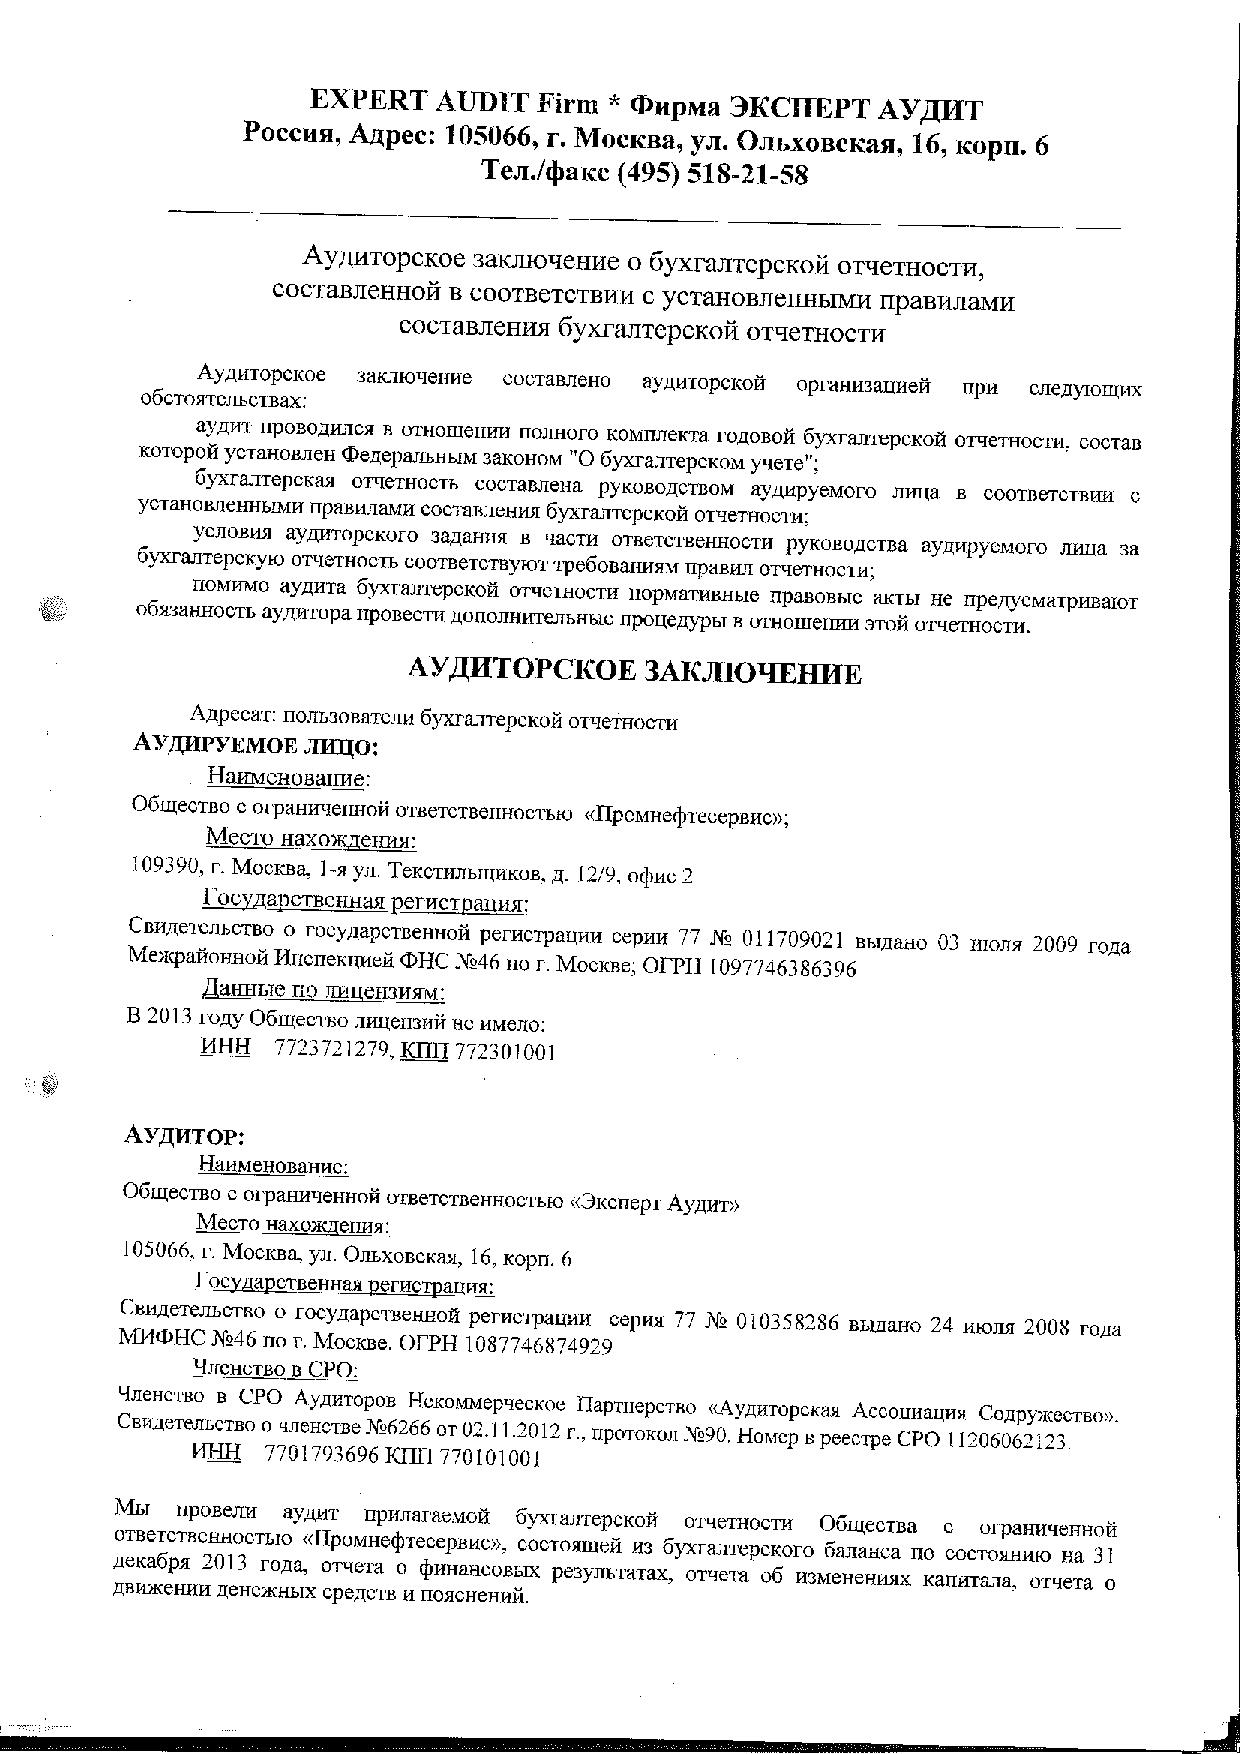 EXPERT AUDIT Firm * Фирма ЭКСПЕРТ АУДИТ
Россия, Адрес: 105066, г. Москва, ул. Ольховская, 16, корп. 6
Тел./факс (495) 518-21-58
Аудиторское заключение о бухгалтерской отчетности,
составленной в соответствии с установленными правилами
составления бухгалтерской отчетности
Аудиторское заключение составлено аудиторской организацией при следующих
обстоятельствах:
аудит проводился в отношении полного комплекта годовой бухгалтерской отчетности, состав
которой установлен Федеральным законом "О бухгалтерском учете";
бухгалтерская отчетность составлена руководством аудируемого лица в соответствии с
установленными правилами составления бухгалтерской отчетности;
условия аудиторского задания в части ответственности руководства аудируемого лица за
бухгалтерскую отчетность соответствуют требованиям правил отчетности;
помимо аудита бухгалтерской отчетности нормативные правовые акты не предусматривают
обязанность аудитора провести дополнительные процедуры в отношении этой отчетности.
АУДИТОРСКОЕ ЗАКЛЮЧЕНИЕ
Адресат: пользователи бухгалтерской отчетности
АУДИРУЕМОЕ ЛИЦО:
Наименование:
Общество с ограниченной ответственностью «Промнефтесервис»;
Место нахождения:
109390, г. Москва, 1-я ул. Текстильщиков, д. 12/9, офис 2
Государственная регистрация:
Свидетельство о государственной регистрации серии 77 № 011709021 выдано 03 июля 2009 года
Межрайонной Инспекцией ФНС №46 по г. Москве; ОГРН 1097746386396
Данные по лицензиям:
В 2013 году Общество лицензий не имело:
ИНН 7723721279, КПП 772301001
АУДИТОР:
Наименование:
Общество с ограниченной ответственностью «Эксперт Аудит»
Место нахождения:
105066, г. Москва, ул. Ольховская, 16, корп. 6
Государственная регистрация:
Свидетельство о государственной регистрации серия 77 № 010358286 выдано 24 июля 2008 года
МИФНС №46 по г. Москве. ОГРН 1087746874929
Членство в СРО:
Членство в СРО Аудиторов Некоммерческое Партнерство «Аудиторская Ассоциация Содружество».
Свидетельство о членстве №6266 от 02.11.2012 г., протокол №90. Номер в реестре СРО 11206062123.
ИНН 7701793696 КПП 770101001
Мы провели аудит прилагаемой бухгалтерской отчетности Общества с ограниченной
ответственностью «Промнефтесервис», состоящей из бухгалтерского баланса по состоянию на 31
декабря 2013 года, отчета о финансовых результатах, отчета об изменениях капитала, отчета о
движении денежных средств и пояснений.